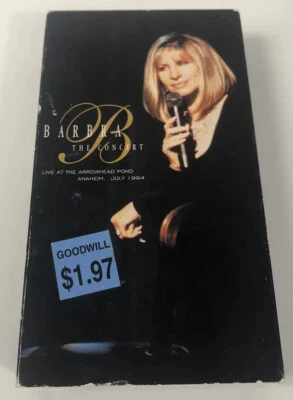 B
BARBRA
THE CONCERT
LIVE AT THE ARROWHEAD POND
ANAHEIM, JULY 1994
GOODWILL
$1.97